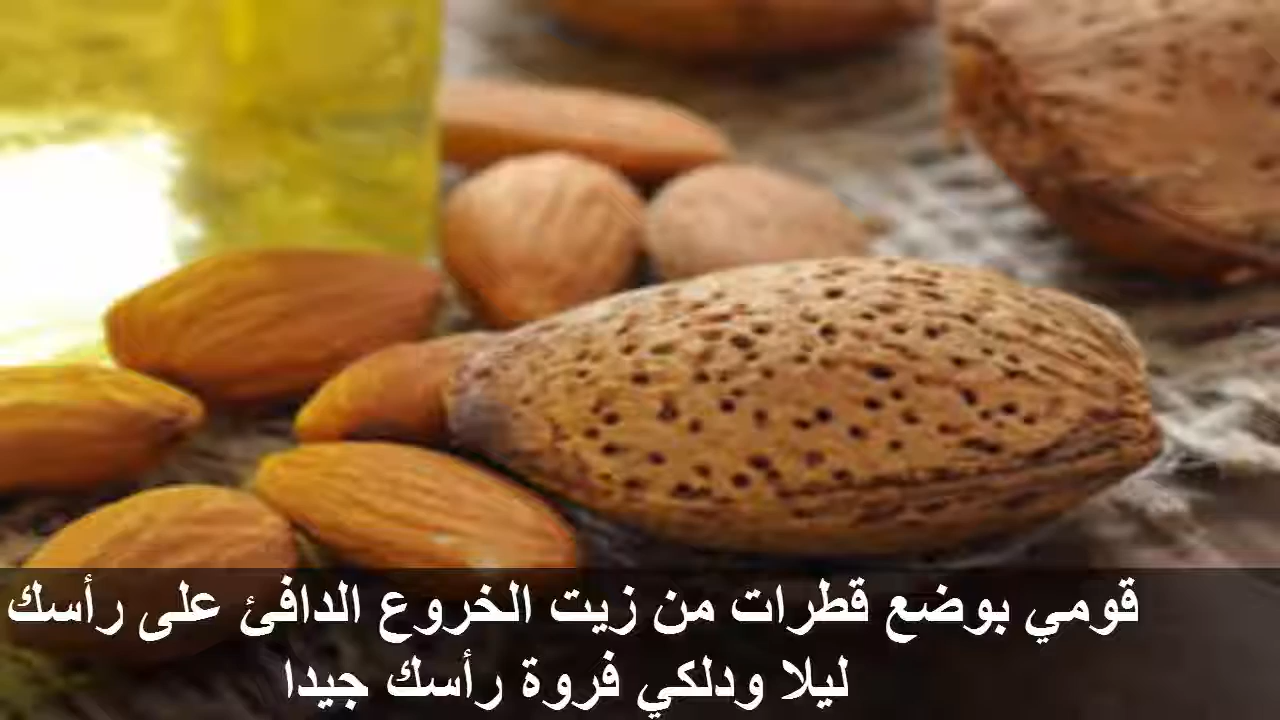 قومي بوضع قطرات من زيت الخروع الدافئ على رأسك
ليلا ودلكي فروة رأسك جيدا